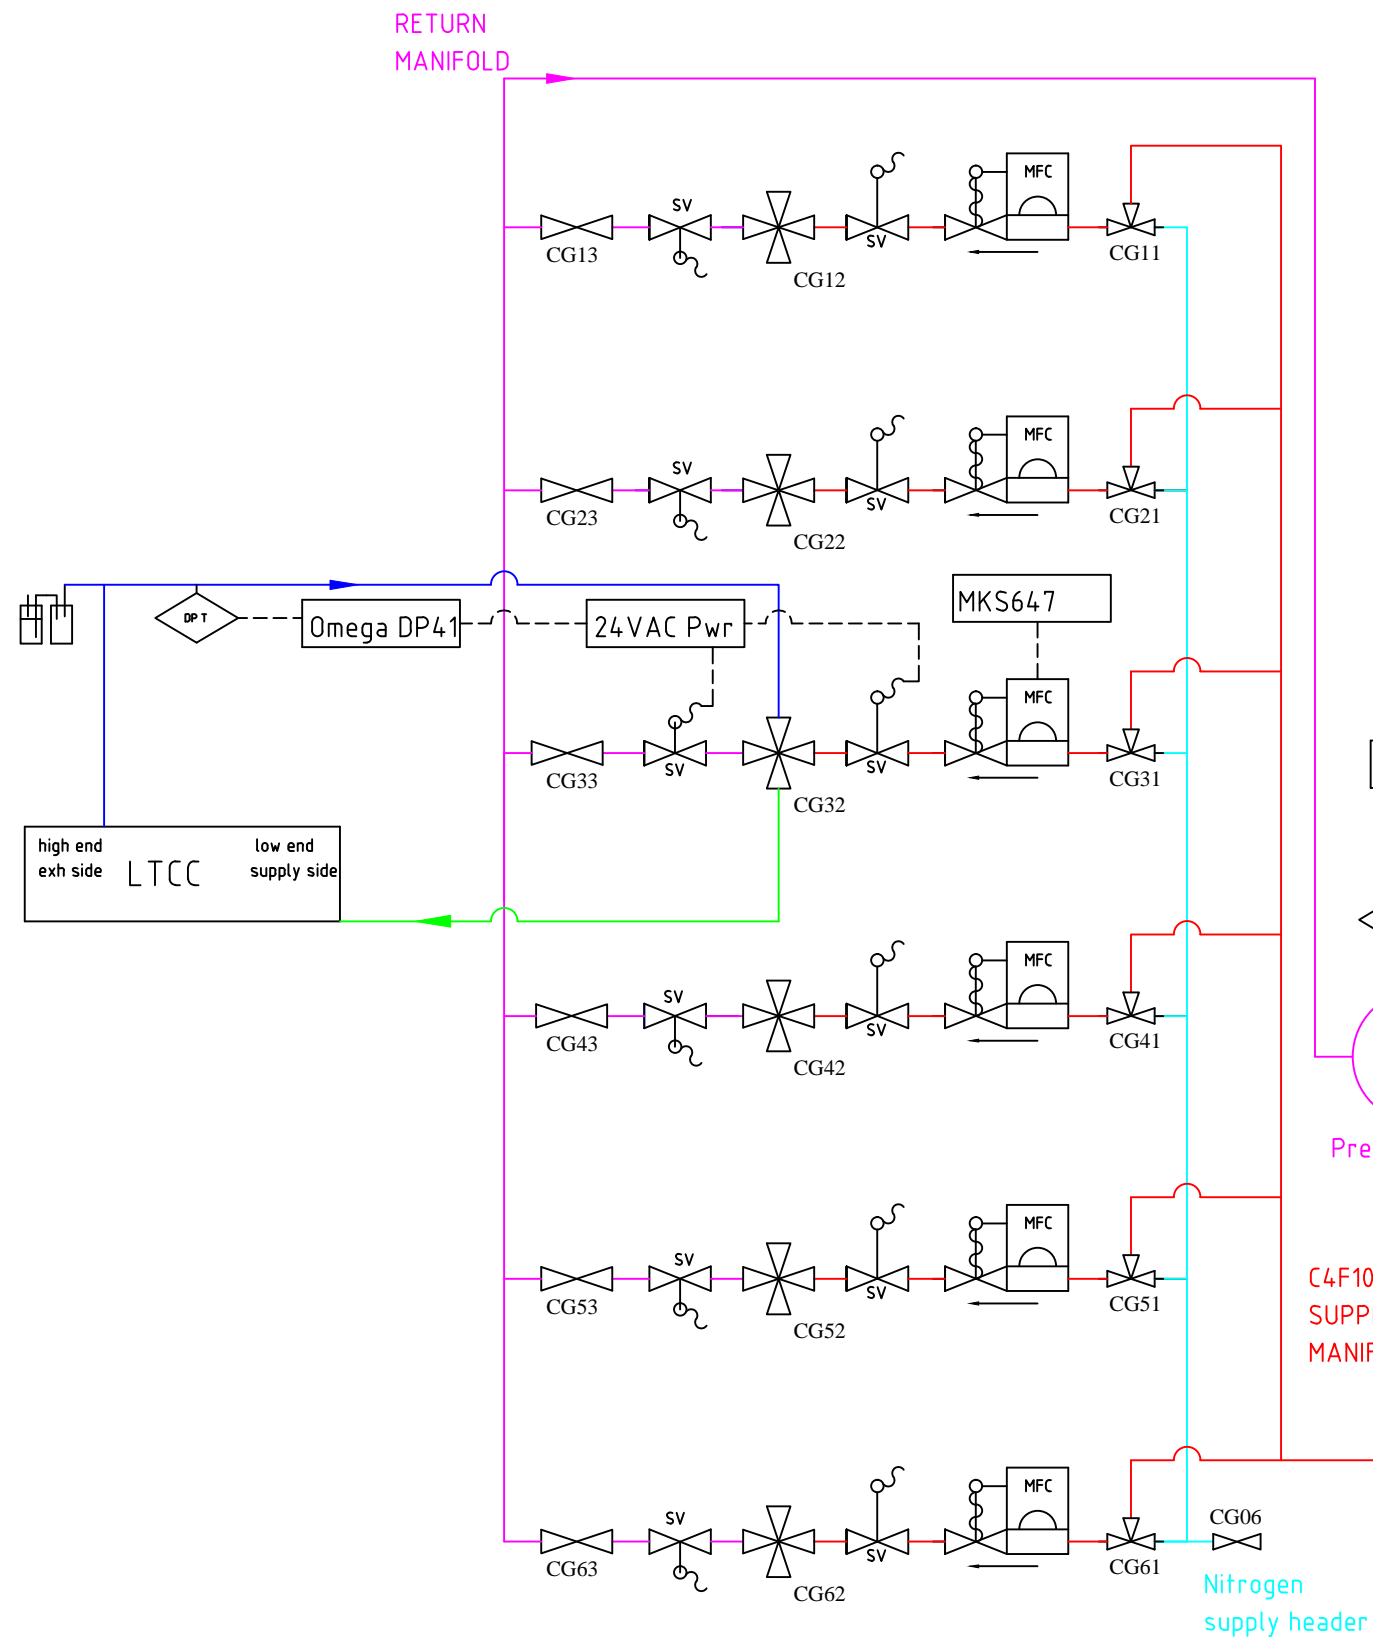 RETURN
MANIFOLD
MFC
SV
SV
CG13
CG12
CG11
MFC
SV
SV
CG23
CG22
CG21
DPT
Omega DP41
24VAC Pwr
MKS647
MFC
SV
SV
CG33
CG32
CG31
high end
exh side
LTCC
low end
supply side
MFC
SV
SV
CG43
CG42
CG41
Pre
MFC
SV
SV
CG53
CG52
CG51
C4F10
SUPP
MANIF
MFC
SV
SV
CG63
CG62
CG61
CG06
Nitrogen
supply header